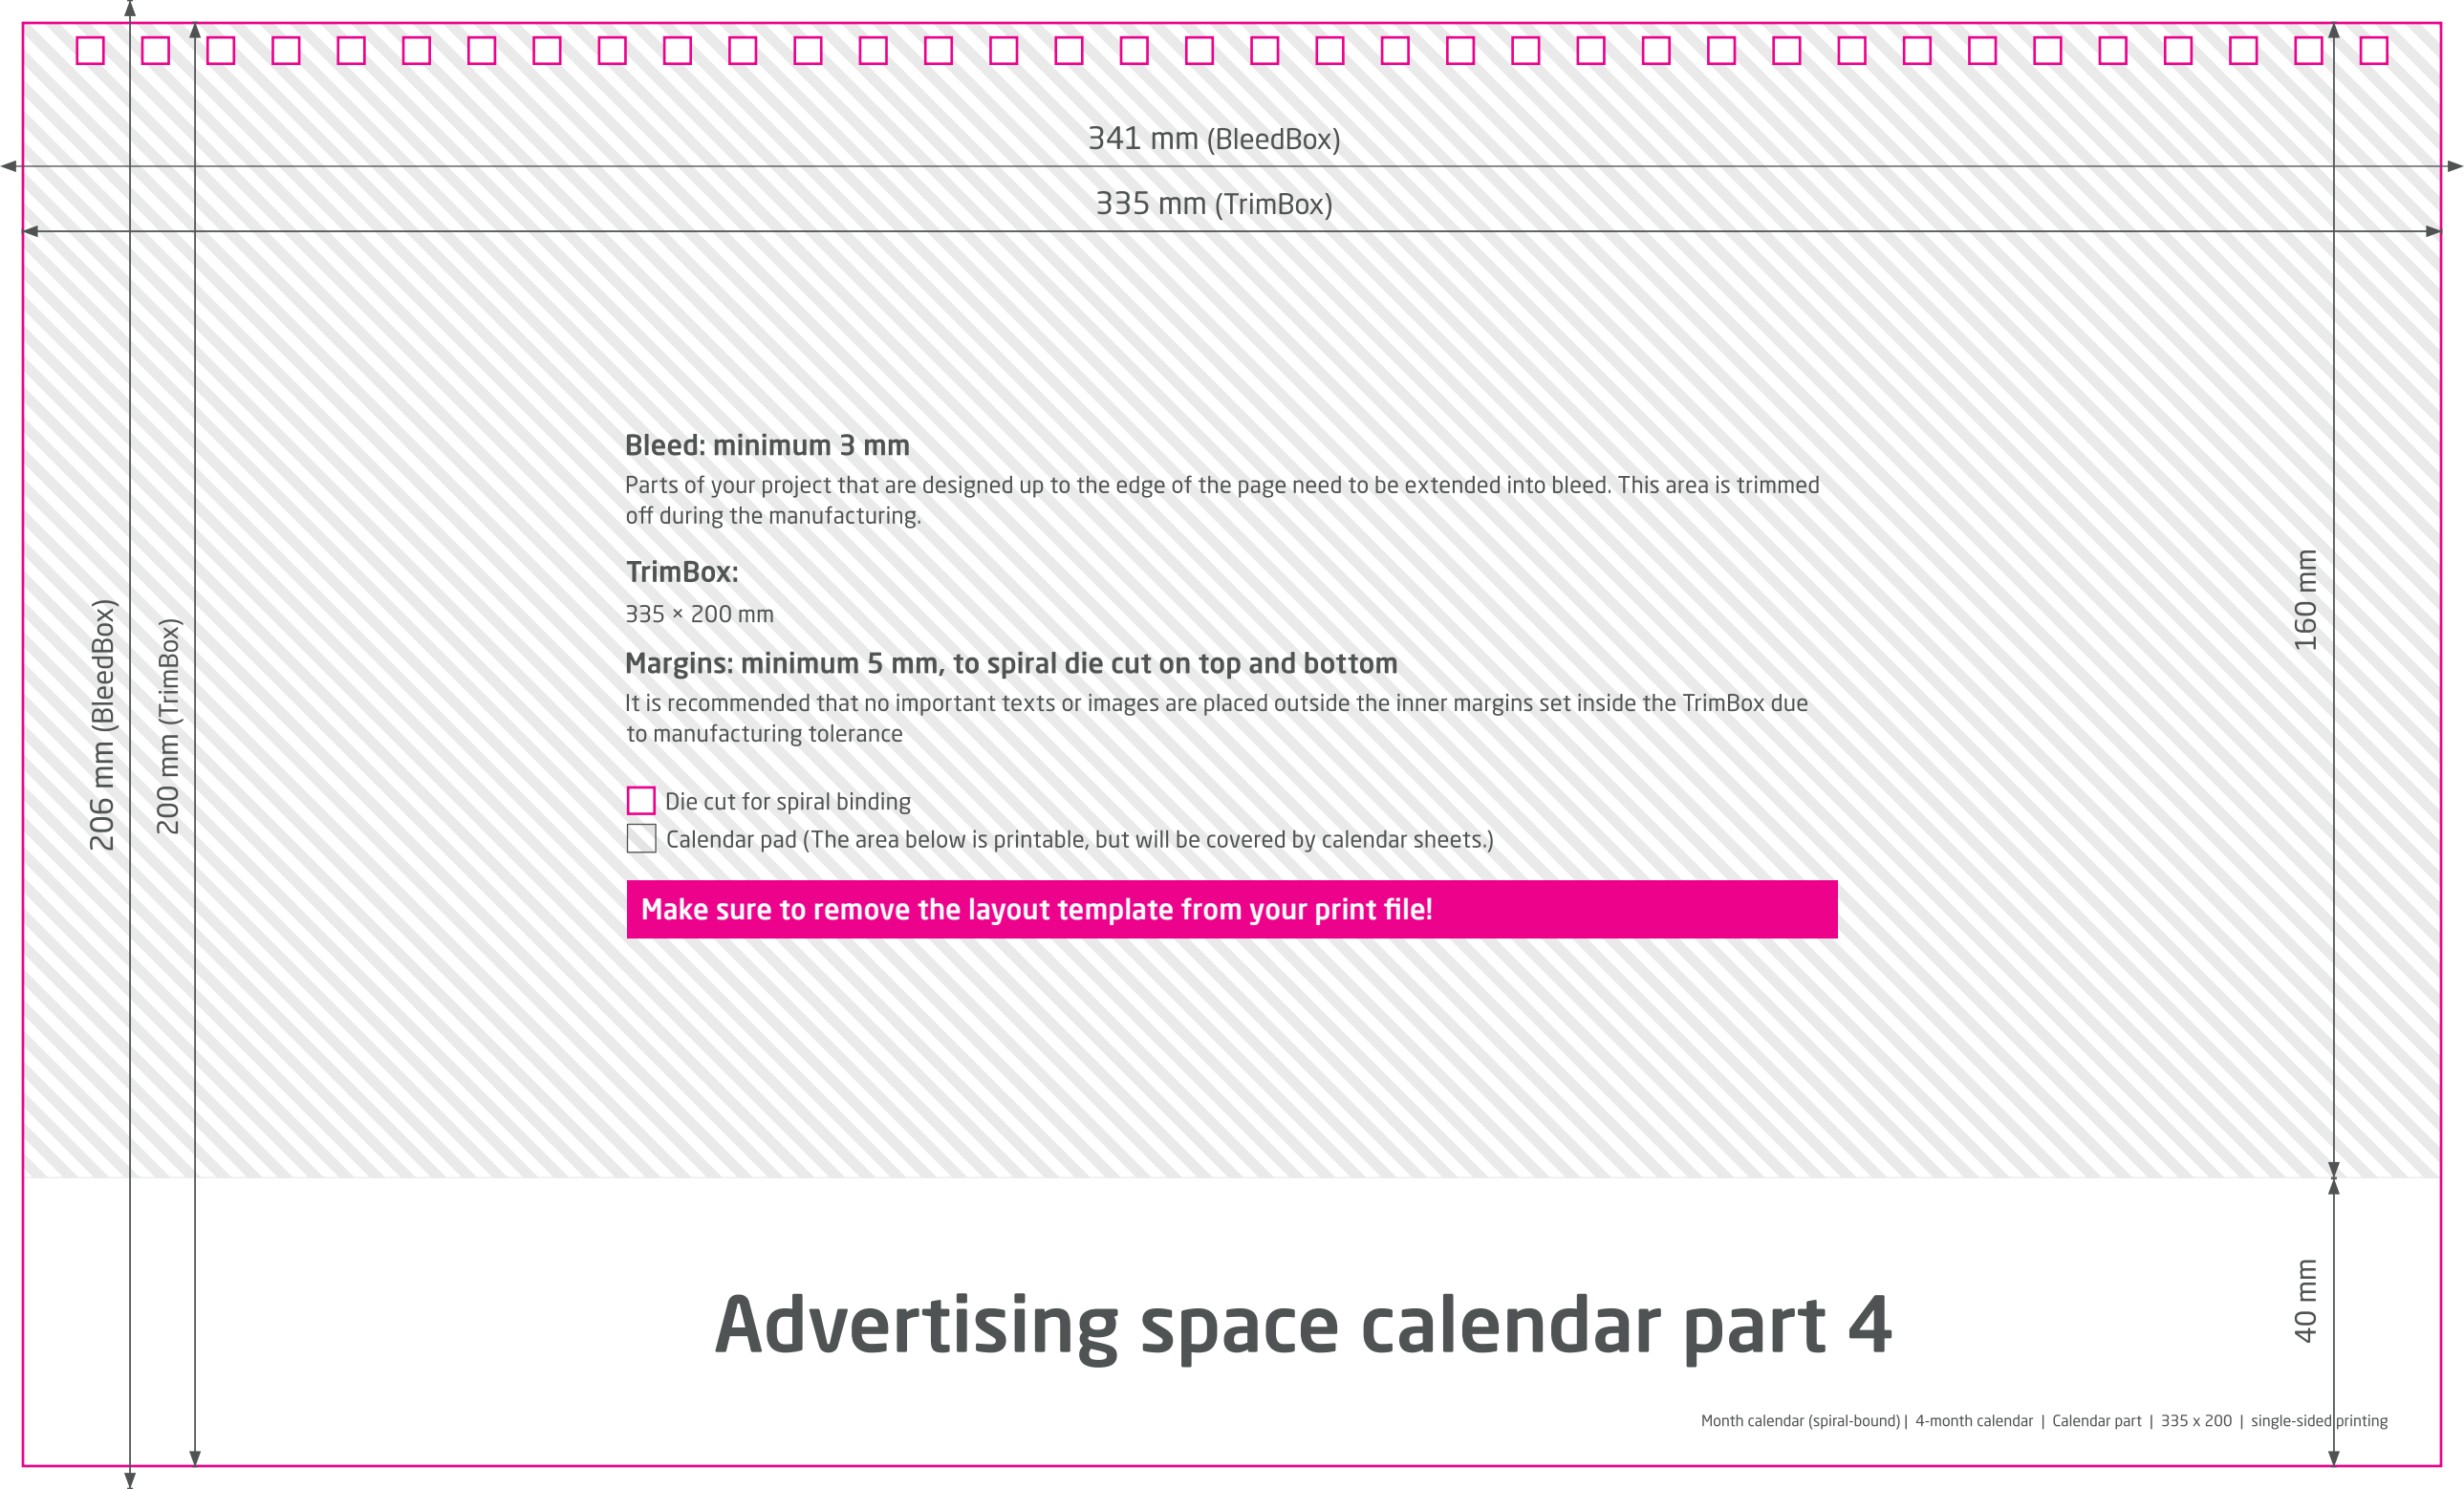 341 mm (BleedBox)
335 mm (TrimBox)
Bleed: minimum 3 mm
Parts of your project that are designed up to the edge of the page need to be extended into bleed. This area is trimmed
off during the manufacturing.
TrimBox:
335 × 200 mm
Margins: minimum 5 mm, to spiral die cut on top and bottom
It is recommended that no important texts or images are placed outside the inner margins set inside the TrimBox due
to manufacturing tolerance
Die cut for spiral binding
Calendar pad (The area below is printable, but will be covered by calendar sheets.)
Make sure to remove the layout template from your print file!
206 mm (BleedBox)
200 mm (TrimBox)
160 mm
40 mm
Advertising space calendar part 4
Month calendar (spiral-bound) | 4-month calendar | Calendar part | 335 x 200 | single-sided printing